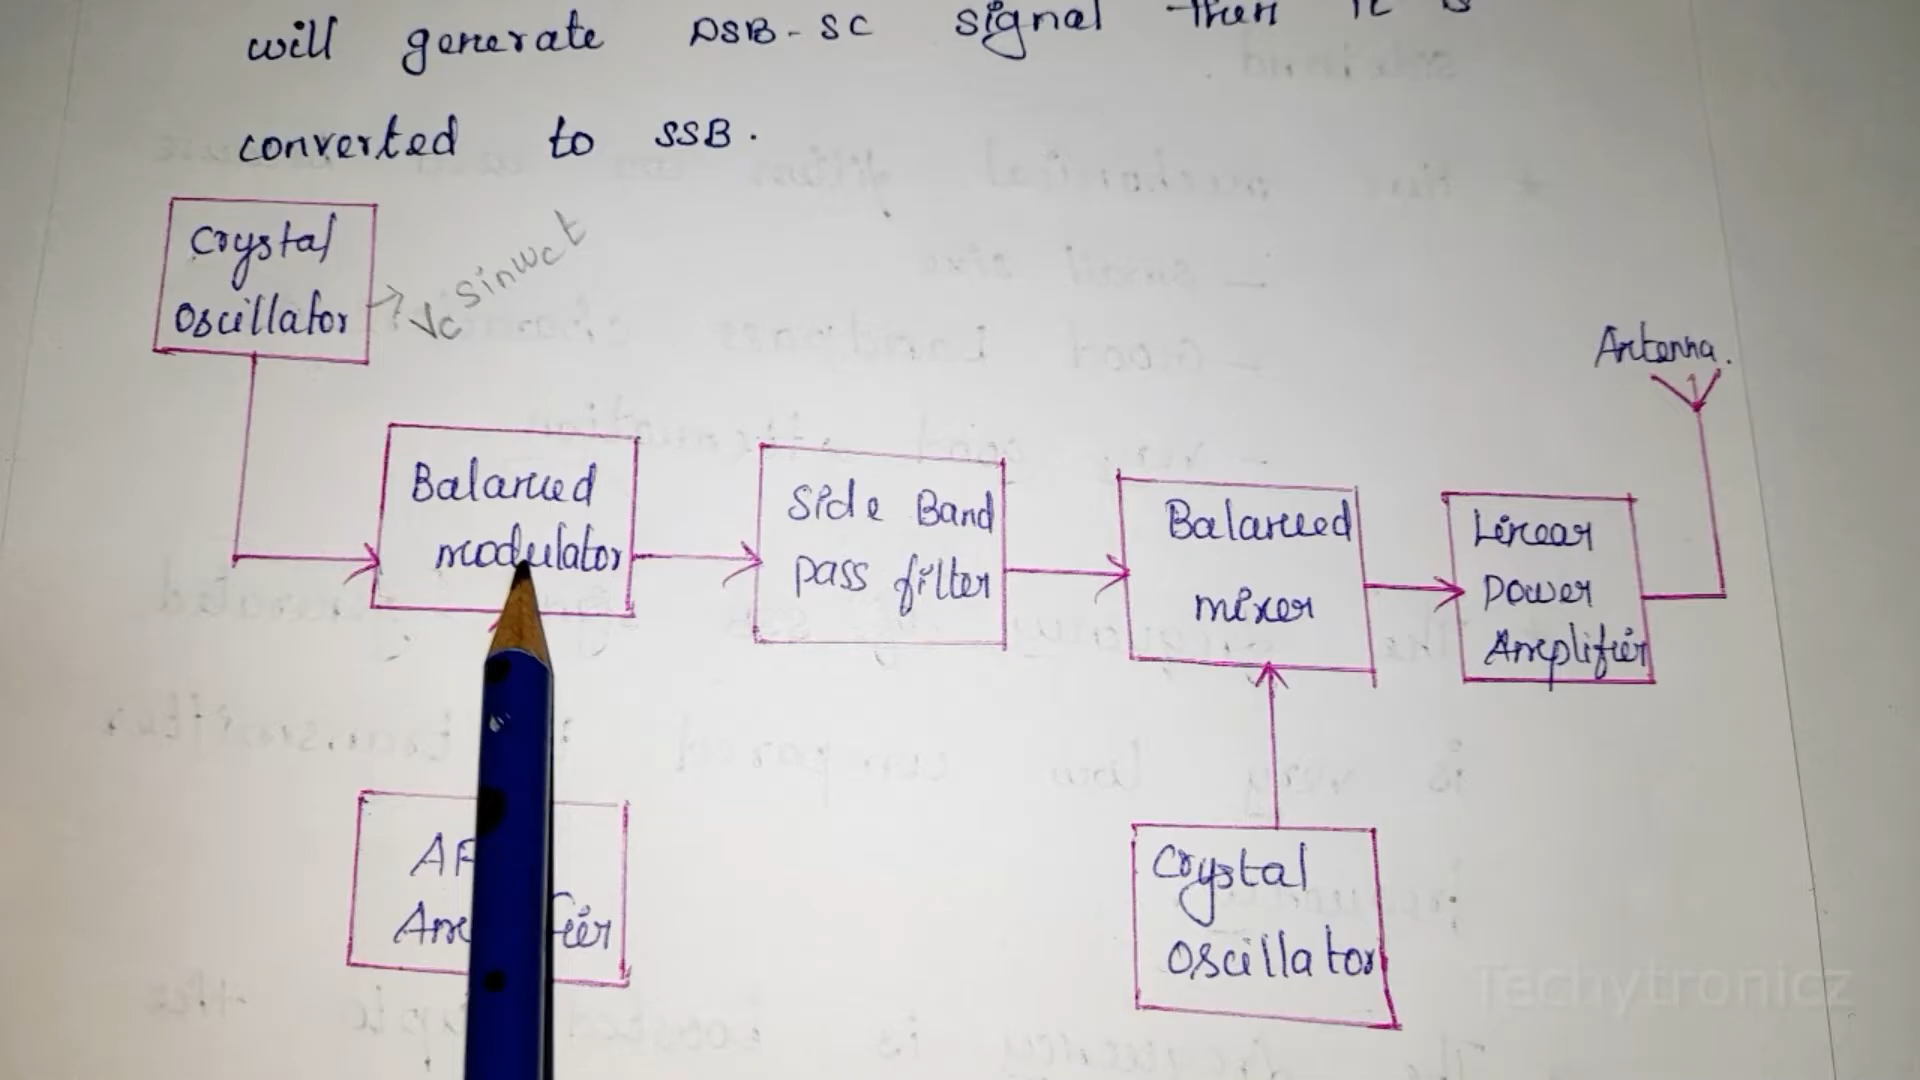 will generate DSB-SC signal then it is
converted to SSB.
Crystal
oscillator
Vc sinwct
Antenna.
Balanced
modulator
Side Band
pass filter
Balanced
mixer
Linear
power
Amplifier
AF
Crystal
oscillator
Techytronicz